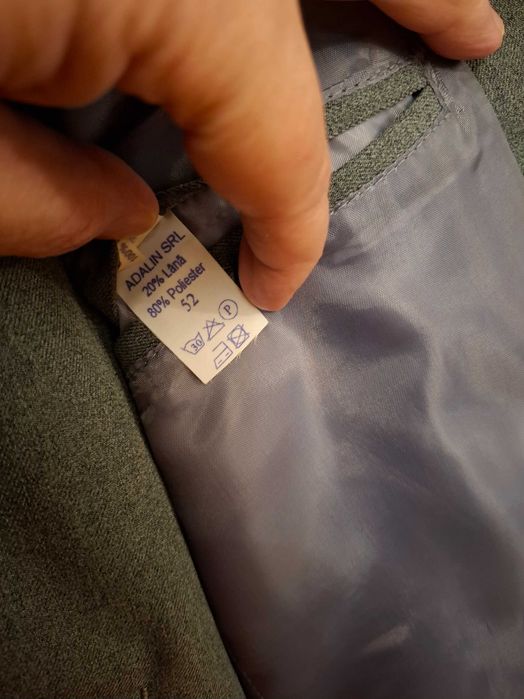 ADALIN SRL
20% Lână
80% Poliester
52
P
30